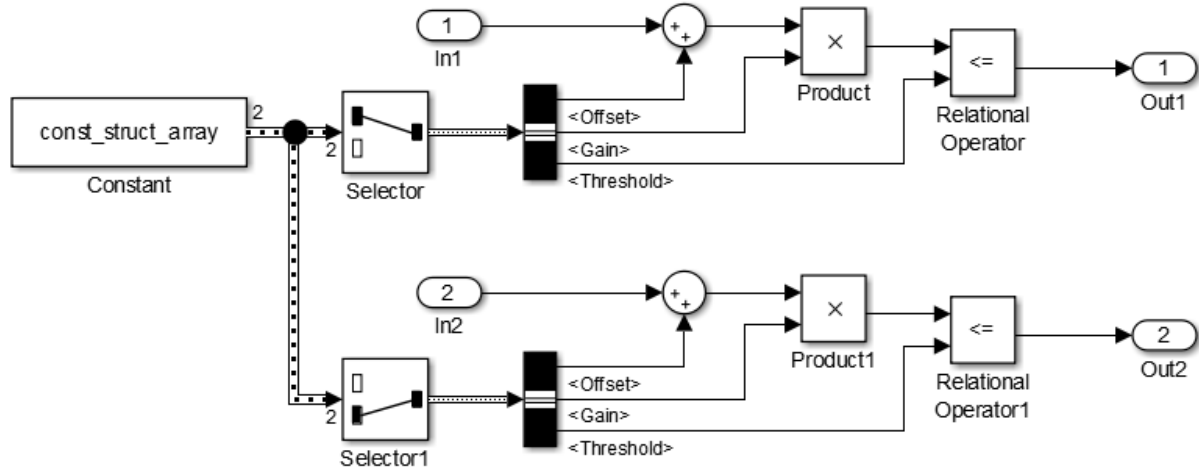 1
In1
+
+
×
Product
<=
Relational
Operator
1
Out1
const_struct_array
Constant
2
2
Selector
<Offset>
<Gain>
<Threshold>
2
In2
+
+
×
Product1
<=
Relational
Operator1
2
Out2
2
Selector1
<Offset>
<Gain>
<Threshold>